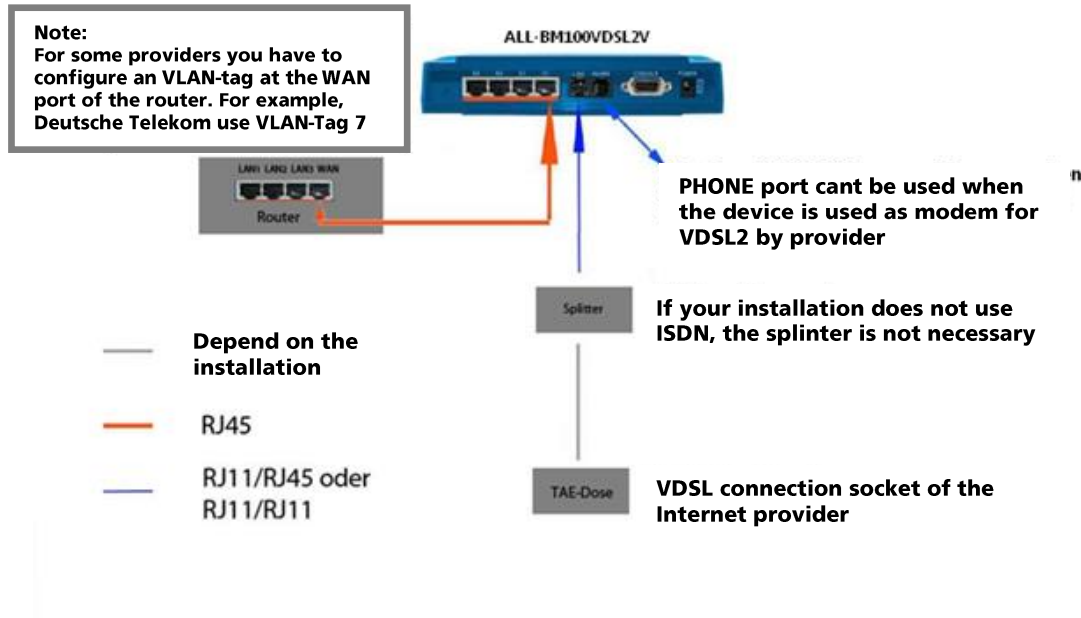 Note:
For some providers you have to
configure an VLAN-tag at the WAN
port of the router. For example,
Deutsche Telekom use VLAN-Tag 7
ALL-BM100VDSL2V
CONSOLE
POWER
LAN1 LAN2 LAN3 WAN
Router
PHONE port cant be used when
the device is used as modem for
VDSL2 by provider
Splitter
If your installation does not use
ISDN, the splinter is not necessary
Depend on the
installation
RJ45
RJ11/RJ45 oder
RJ11/RJ11
TAE-Dose
VDSL connection socket of the
Internet provider